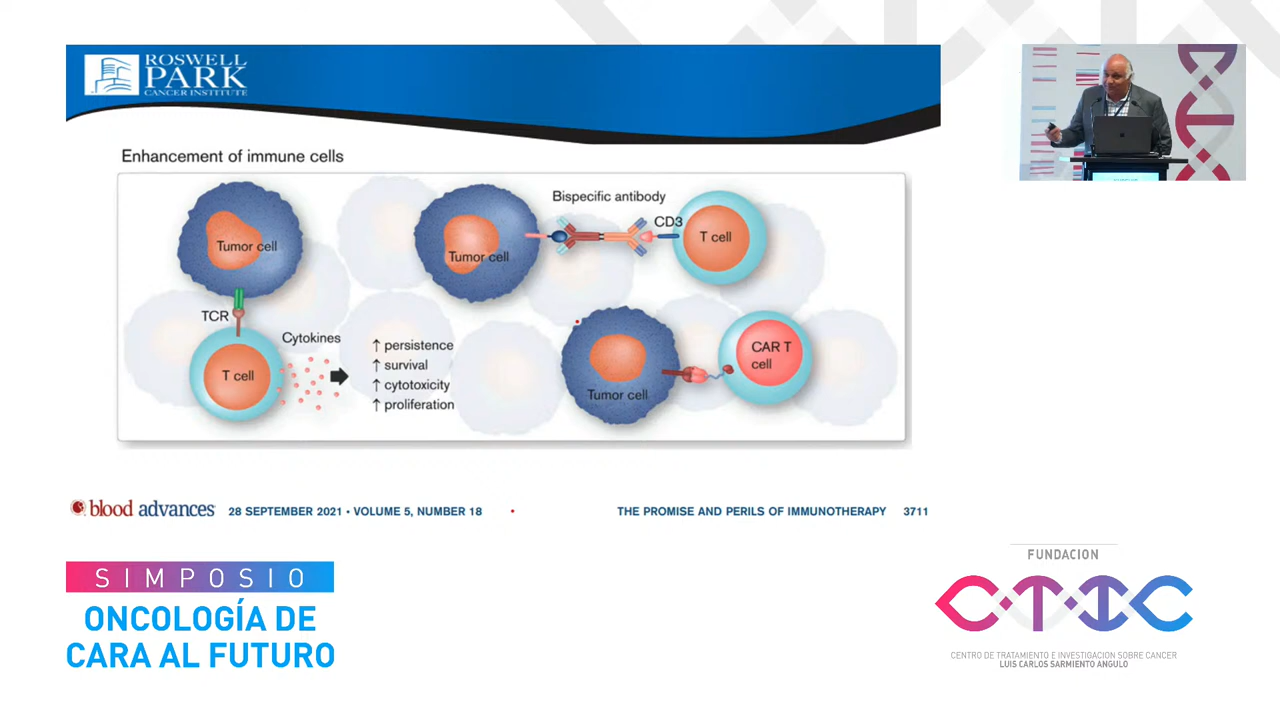 ROSWELL
PARK
CANCER INSTITUTE
Enhancement of immune cells
Tumor cell
TCR
T cell
Cytokines
↑ persistence
↑ survival
↑ cytotoxicity
↑ proliferation
Tumor cell
Bispecific antibody
CD3
T cell
Tumor cell
CAR T
cell
blood advances 28 SEPTEMBER 2021 • VOLUME 5, NUMBER 18
THE PROMISE AND PERILS OF IMMUNOTHERAPY 3711
SIMPOSIO
ONCOLOGÍA DE
CARA AL FUTURO
FUNDACION
CTIC
CENTRO DE TRATAMIENTO E INVESTIGACION SOBRE CANCER
LUIS CARLOS SARMIENTO ANGULO